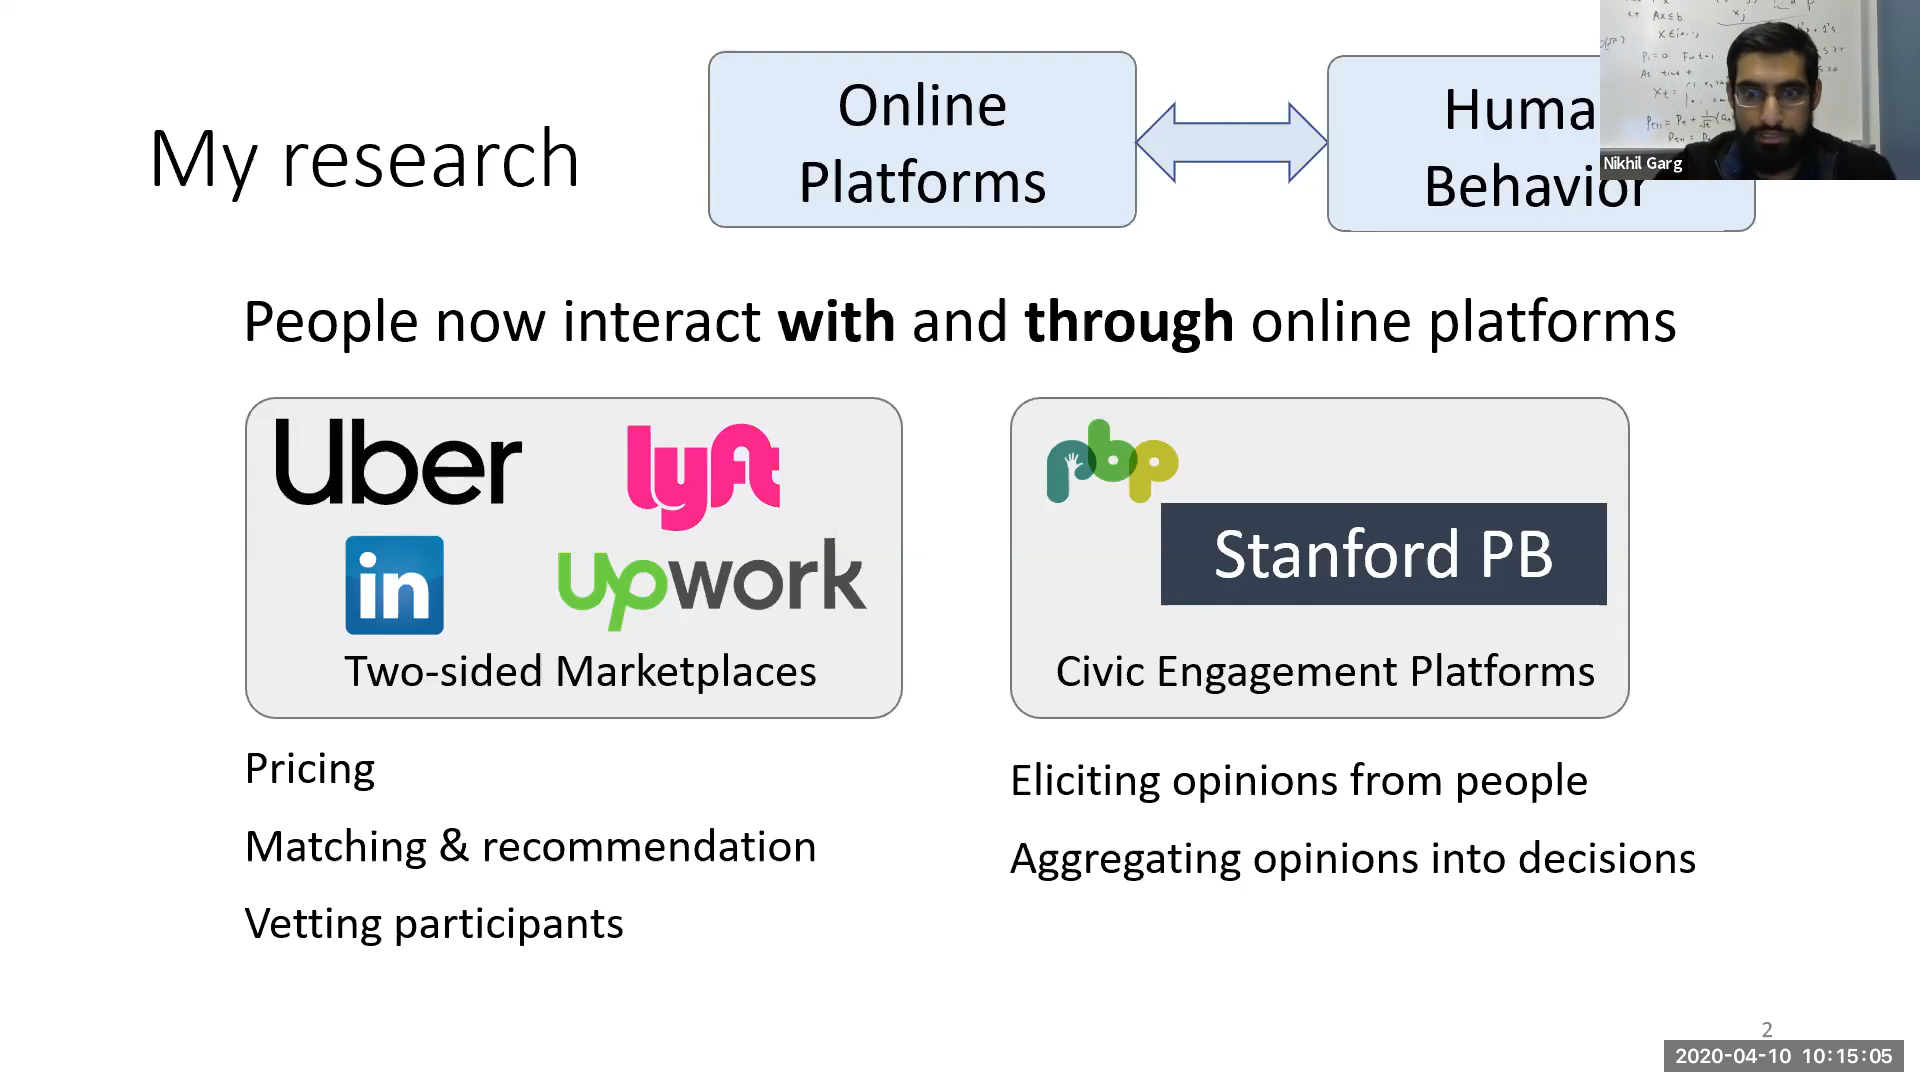 My research
Online
Platforms
Huma
Behavior
Nikhil Garg
s.t. Ax≤b
People now interact with and through online platforms
Uber
lyft
in
upwork
Two-sided Marketplaces
pbp
Stanford PB
Civic Engagement Platforms
Pricing
Matching & recommendation
Vetting participants
Eliciting opinions from people
Aggregating opinions into decisions
2
2020-04-10 10:15:05